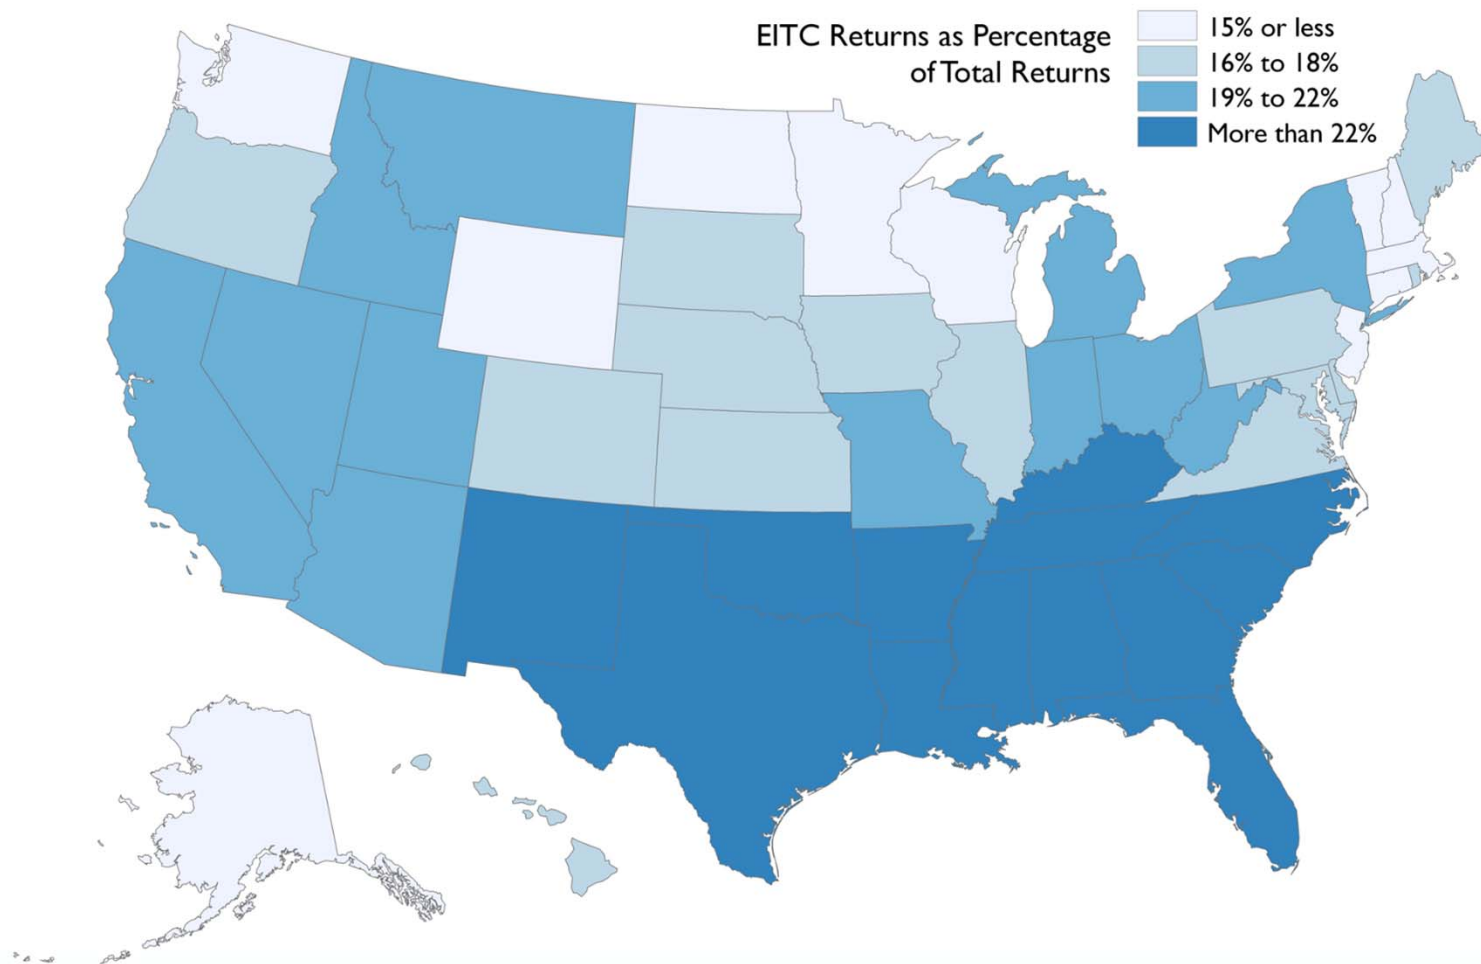 EITC Returns as Percentage
of Total Returns
15% or less
16% to 18%
19% to 22%
More than 22%